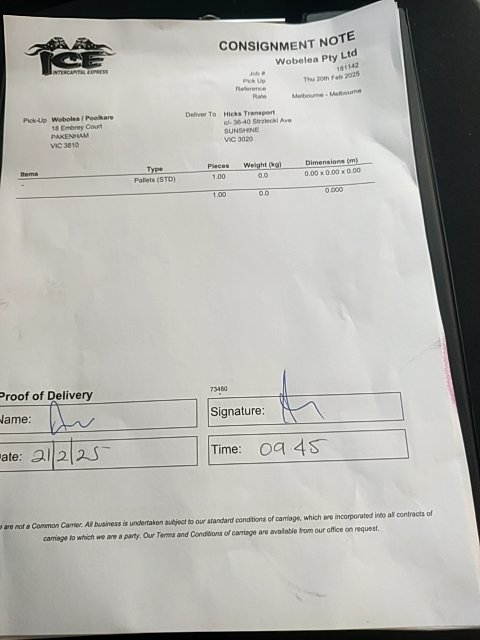 ICE
INTERCAPITAL EXPRESS
CONSIGNMENT NOTE
Wobelea Pty Ltd
Job # 181142
Pick Up Thu 20th Feb 2025
Reference
Rate Melbourne - Melbourne
Pick-Up Wobelea / Poolkare
18 Embrey Court
PAKENHAM
VIC 3810
Deliver To Hicks Transport
c/- 36-40 Strzlecki Ave
SUNSHINE
VIC 3020
Items Type Pieces Weight (kg) Dimensions (m)
- Pallets (STD) 1.00 0.0 0.00 x 0.00 x 0.00
1.00 0.0 0.000
Proof of Delivery
73460
Name:
Signature:
ate: 21/2/25
Time: 09 45
e are not a Common Carrier. All business is undertaken subject to our standard conditions of carriage, which are incorporated into all contracts of
carriage to which we are a party. Our Terms and Conditions of carriage are available from our office on request.